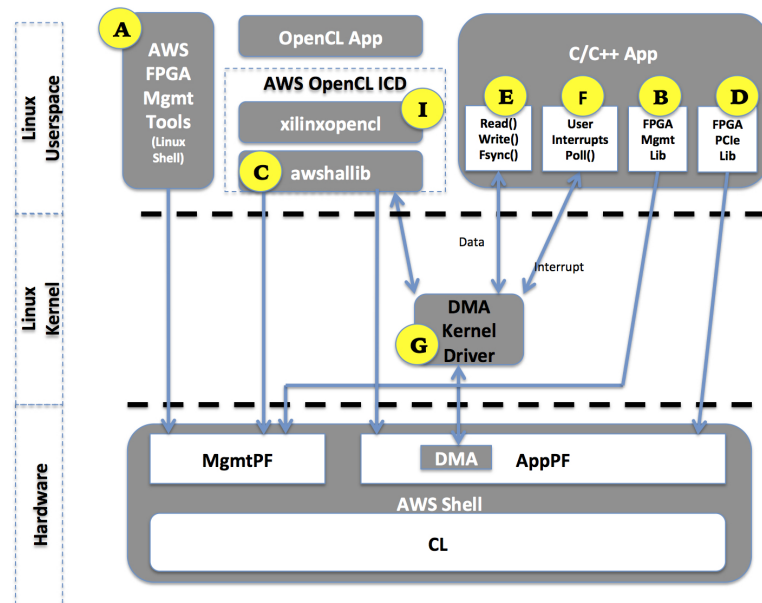 A
AWS
FPGA
Mgmt
Tools
(Linux
Shell)
OpenCL App
AWS OpenCL ICD
I
xilinxopencl
C
awshallib
C/C++ App
E
Read()
Write()
Fsync()
F
User
Interrupts
Poll()
B
FPGA
Mgmt
Lib
D
FPGA
PCIe
Lib
Linux
Userspace
Data
Interrupt
Linux
Kernel
DMA
Kernel
Driver
G
Hardware
MgmtPF
DMA
AppPF
AWS Shell
CL